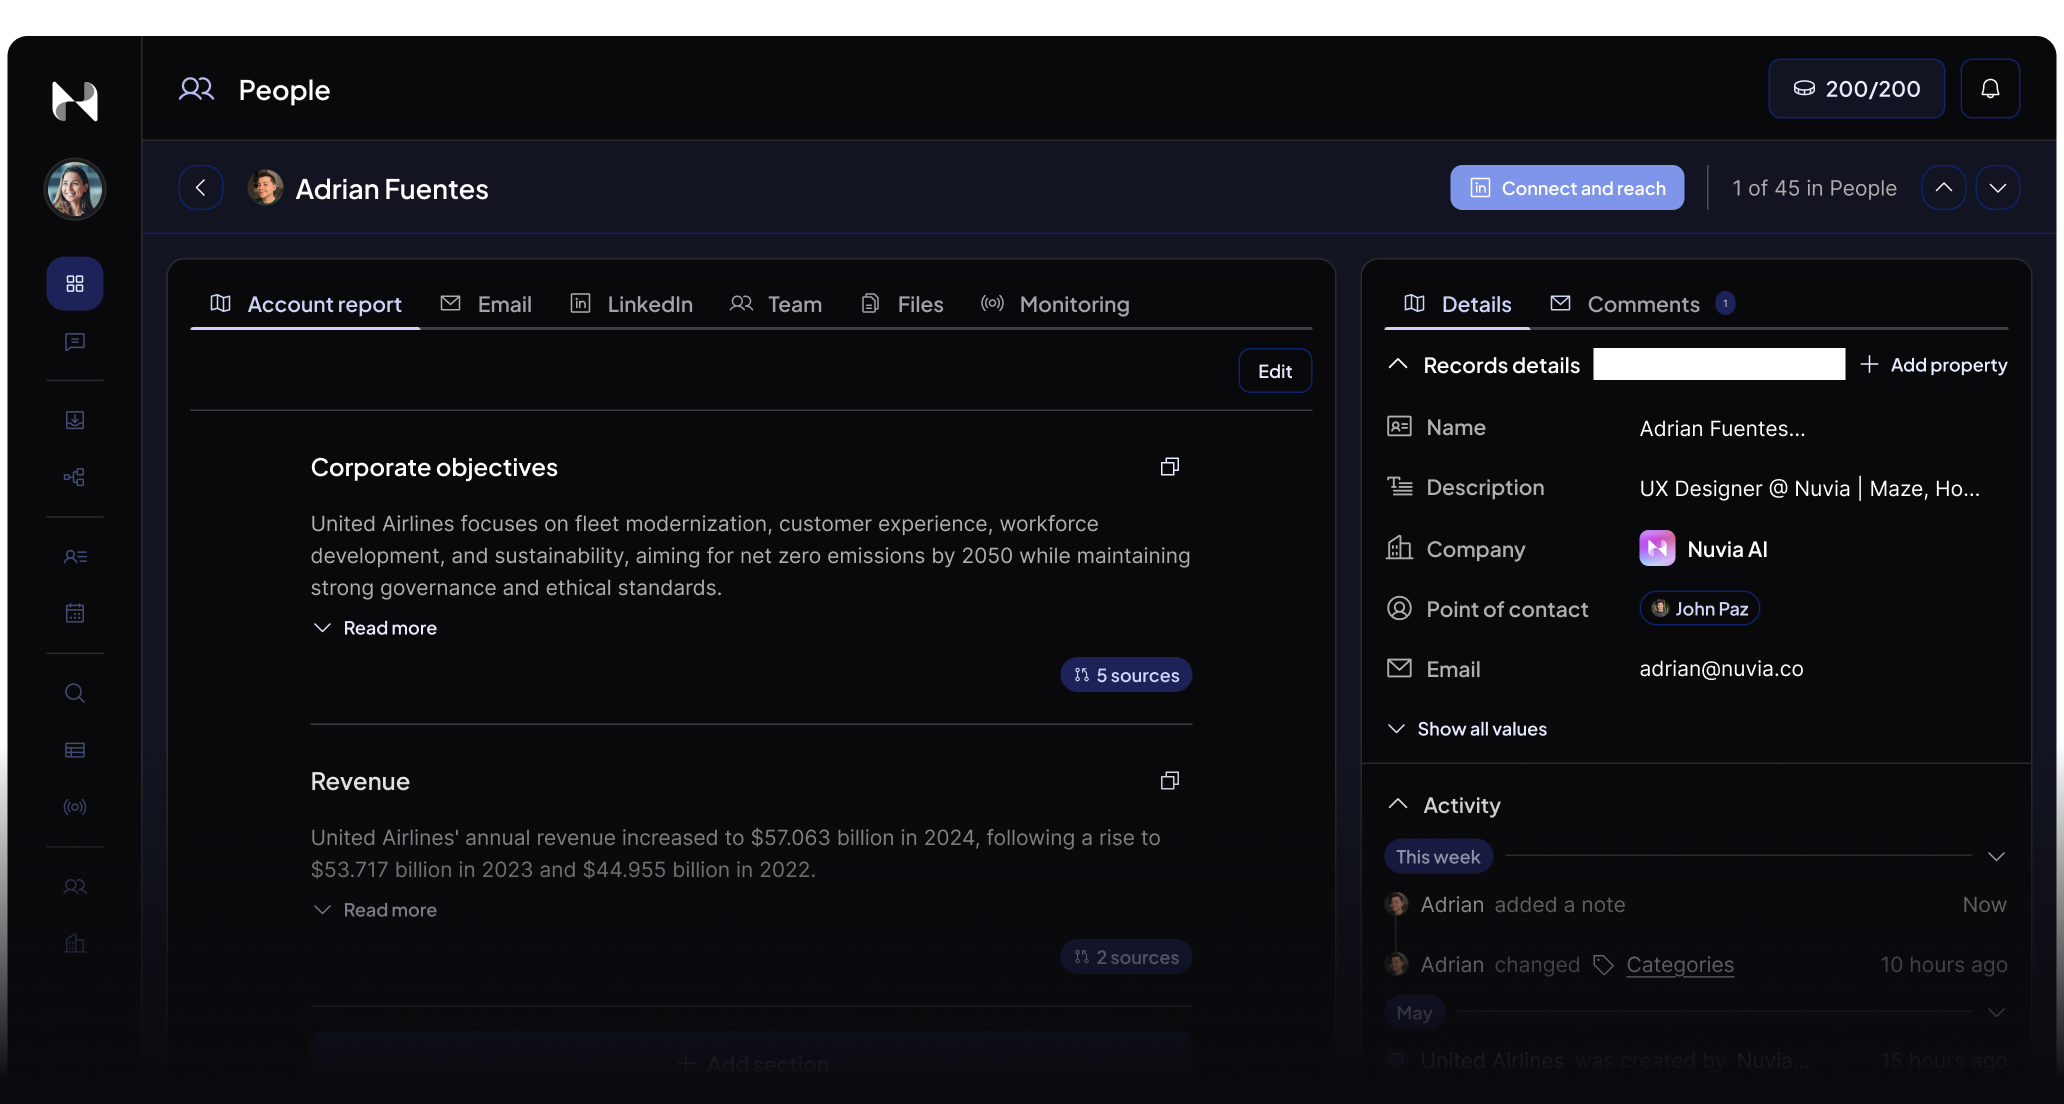 People
200/200
Adrian Fuentes
Connect and reach
1 of 45 in People
Account report
Email
LinkedIn
Team
Files
Monitoring
Edit
Corporate objectives
United Airlines focuses on fleet modernization, customer experience, workforce
development, and sustainability, aiming for net zero emissions by 2050 while maintaining
strong governance and ethical standards.
Read more
5 sources
Revenue
United Airlines' annual revenue increased to $57.063 billion in 2024, following a rise to
$53.717 billion in 2023 and $44.955 billion in 2022.
Read more
2 sources
+ Add section
Details
Comments 1
Records details
+ Add property
Name Adrian Fuentes...
Description UX Designer @ Nuvia | Maze, Ho...
Company Nuvia AI
Point of contact John Paz
Email adrian@nuvia.co
Show all values
Activity
This week
Adrian added a note Now
Adrian changed Categories 10 hours ago
May
United Airlines was created by Nuvia... 15 hours ago